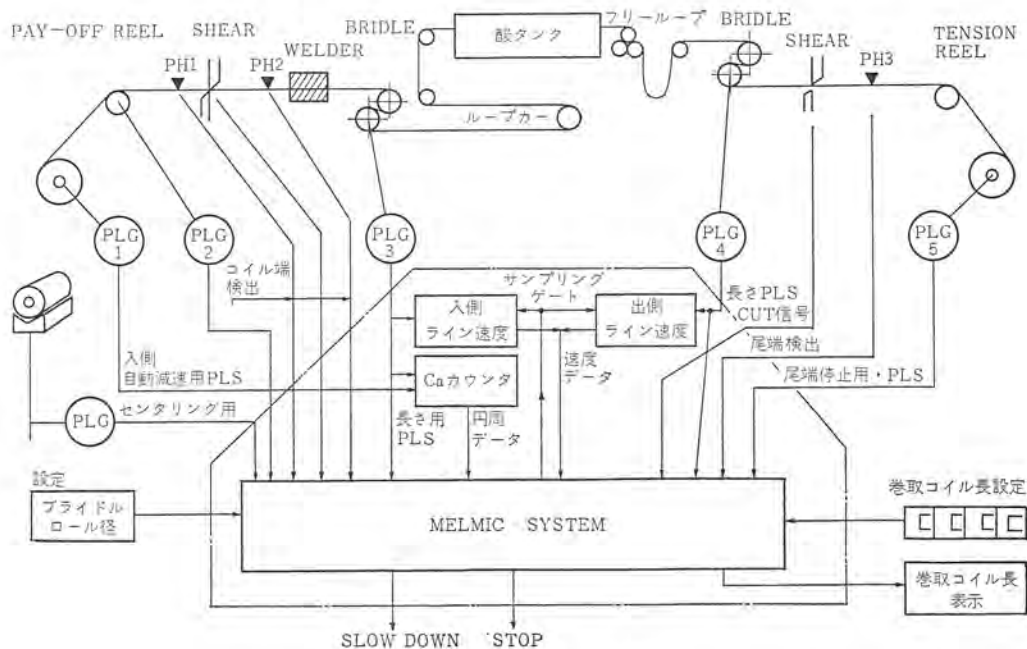 PAY-OFF REEL
SHEAR
WELDER
PH1
PH2
BRIDLE
酸タンク
フリーループ
BRIDLE
SHEAR
PH3
TENSION
REEL
ループカー
PLG
1
PLG
2
PLG
3
PLG
4
PLG
5
コイル端
検出
サンプリング
ゲート
入側
ライン速度
出側
ライン速度
長さPLS
CUT信号
尾端検出
尾端停止用・PLS
速度
データ
入側
自動減速用PLS
Caカウンタ
長さ用
PLS
円周
データ
PLG
センタリング用
設定
ブライドル
ロール径
MELMIC SYSTEM
巻取コイル長設定
巻取コイル長
表示
SLOW DOWN
STOP